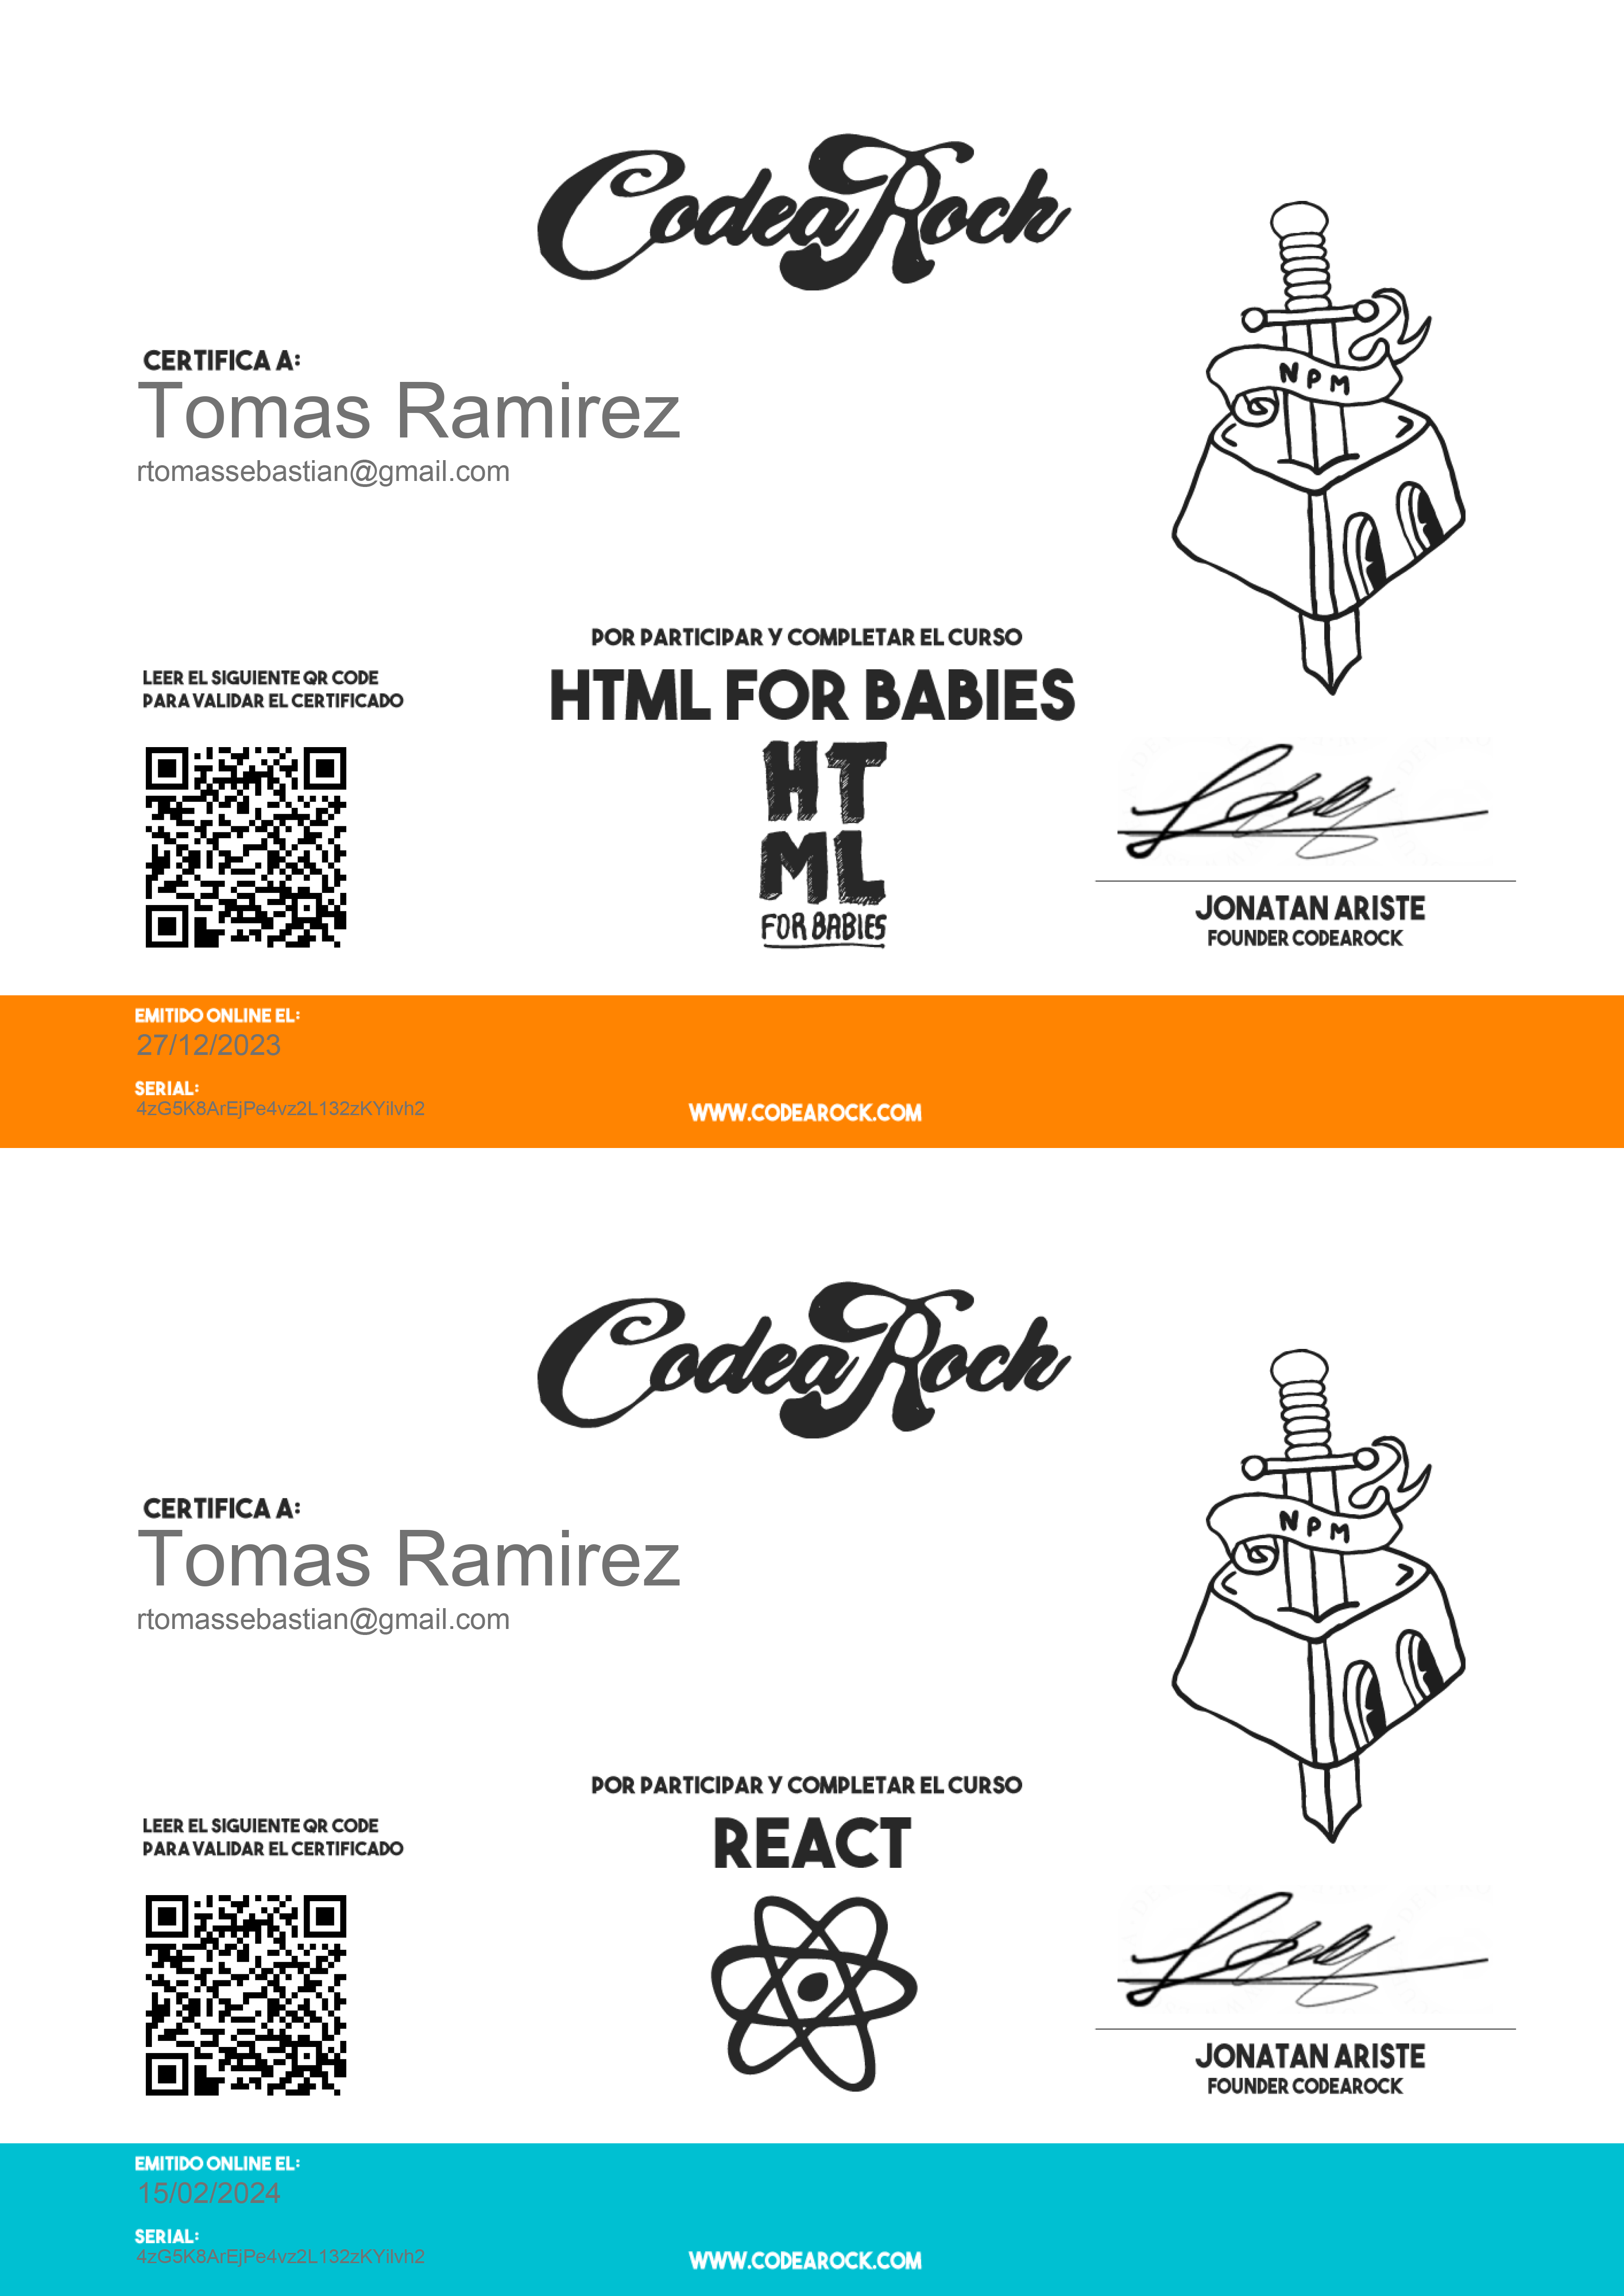 CodeaRock
NPM
CERTIFICA A:
Tomas Ramirez
rtomassebastian@gmail.com
POR PARTICIPAR Y COMPLETAR EL CURSO
HTML FOR BABIES
LEER EL SIGUIENTE QR CODE
PARA VALIDAR EL CERTIFICADO
HT
ML
FOR BABIES
JONATAN ARISTE
FOUNDER CODEAROCK
EMITIDO ONLINE EL:
27/12/2023
SERIAL:
4zG5K8ArEjPe4vz2L132zKYilvh2
WWW.CODEAROCK.COM
CodeaRock
NPM
CERTIFICA A:
Tomas Ramirez
rtomassebastian@gmail.com
POR PARTICIPAR Y COMPLETAR EL CURSO
REACT
LEER EL SIGUIENTE QR CODE
PARA VALIDAR EL CERTIFICADO
JONATAN ARISTE
FOUNDER CODEAROCK
EMITIDO ONLINE EL:
15/02/2024
SERIAL:
4zG5K8ArEjPe4vz2L132zKYilvh2
WWW.CODEAROCK.COM